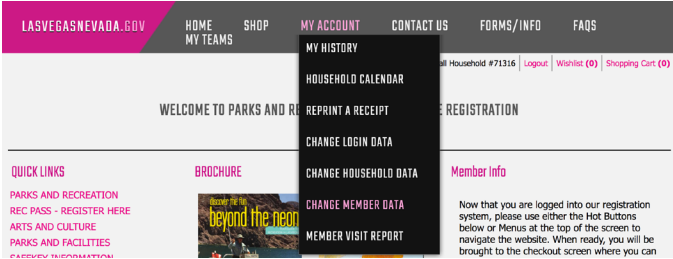 LASVEGASNEVADA.GOV
HOME SHOP MY ACCOUNT CONTACT US FORMS/INFO FAQS
MY TEAMS
MY HISTORY
HOUSEHOLD CALENDAR
REPRINT A RECEIPT
CHANGE LOGIN DATA
CHANGE HOUSEHOLD DATA
CHANGE MEMBER DATA
MEMBER VISIT REPORT
Household #71316 Logout Wishlist (0) Shopping Cart (0)
WELCOME TO PARKS AND REGISTRATION
QUICK LINKS
PARKS AND RECREATION
REC PASS - REGISTER HERE
ARTS AND CULTURE
PARKS AND FACILITIES
SAFEKEY INFORMATION
BROCHURE
discover the fun
beyond the neon
Member Info
Now that you are logged into our registration
system, please use either the Hot Buttons
below or Menus at the top of the screen to
navigate the website. When ready, you will be
brought to the checkout screen where you can